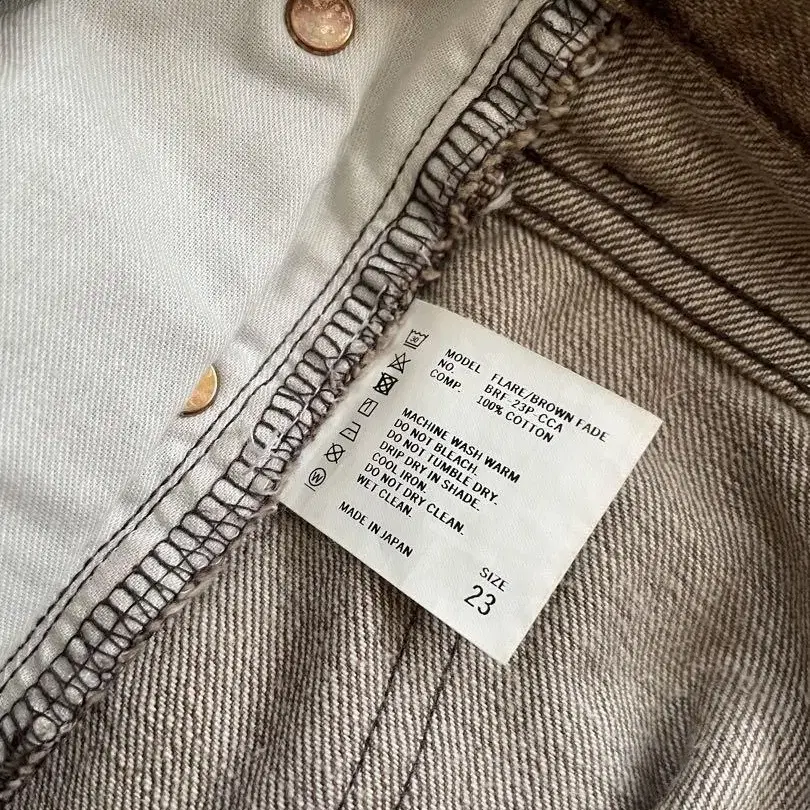 MODEL FLARE/BROWN FADE
NO. BRF-23P-CCA
COMP. 100% COTTON
MACHINE WASH WARM
DO NOT BLEACH.
DO NOT TUMBLE DRY.
DRIP DRY IN SHADE.
COOL IRON.
DO NOT DRY CLEAN.
WET CLEAN.
MADE IN JAPAN
SIZE
23
30
W